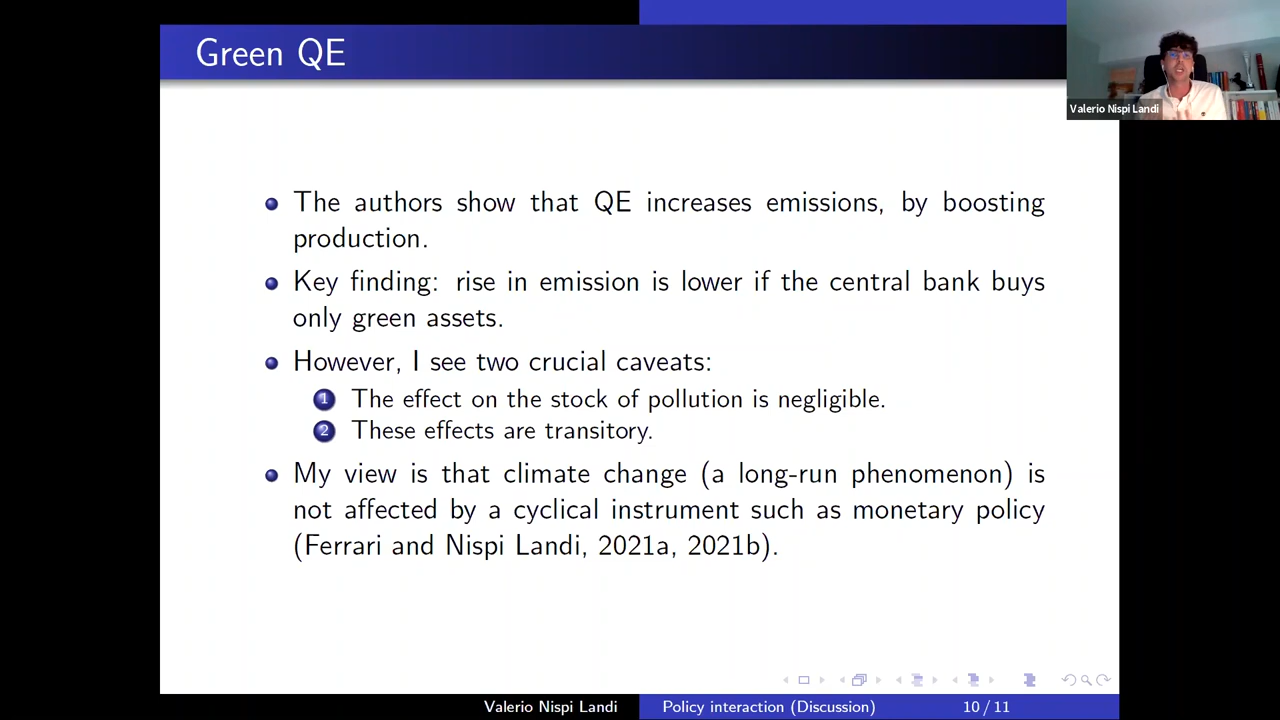 Green QE
Valerio Nispi Landi
The authors show that QE increases emissions, by boosting
production.
Key finding: rise in emission is lower if the central bank buys
only green assets.
However, I see two crucial caveats:
1 The effect on the stock of pollution is negligible.
2 These effects are transitory.
My view is that climate change (a long-run phenomenon) is
not affected by a cyclical instrument such as monetary policy
(Ferrari and Nispi Landi, 2021a, 2021b).
Valerio Nispi Landi Policy interaction (Discussion) 10 / 11